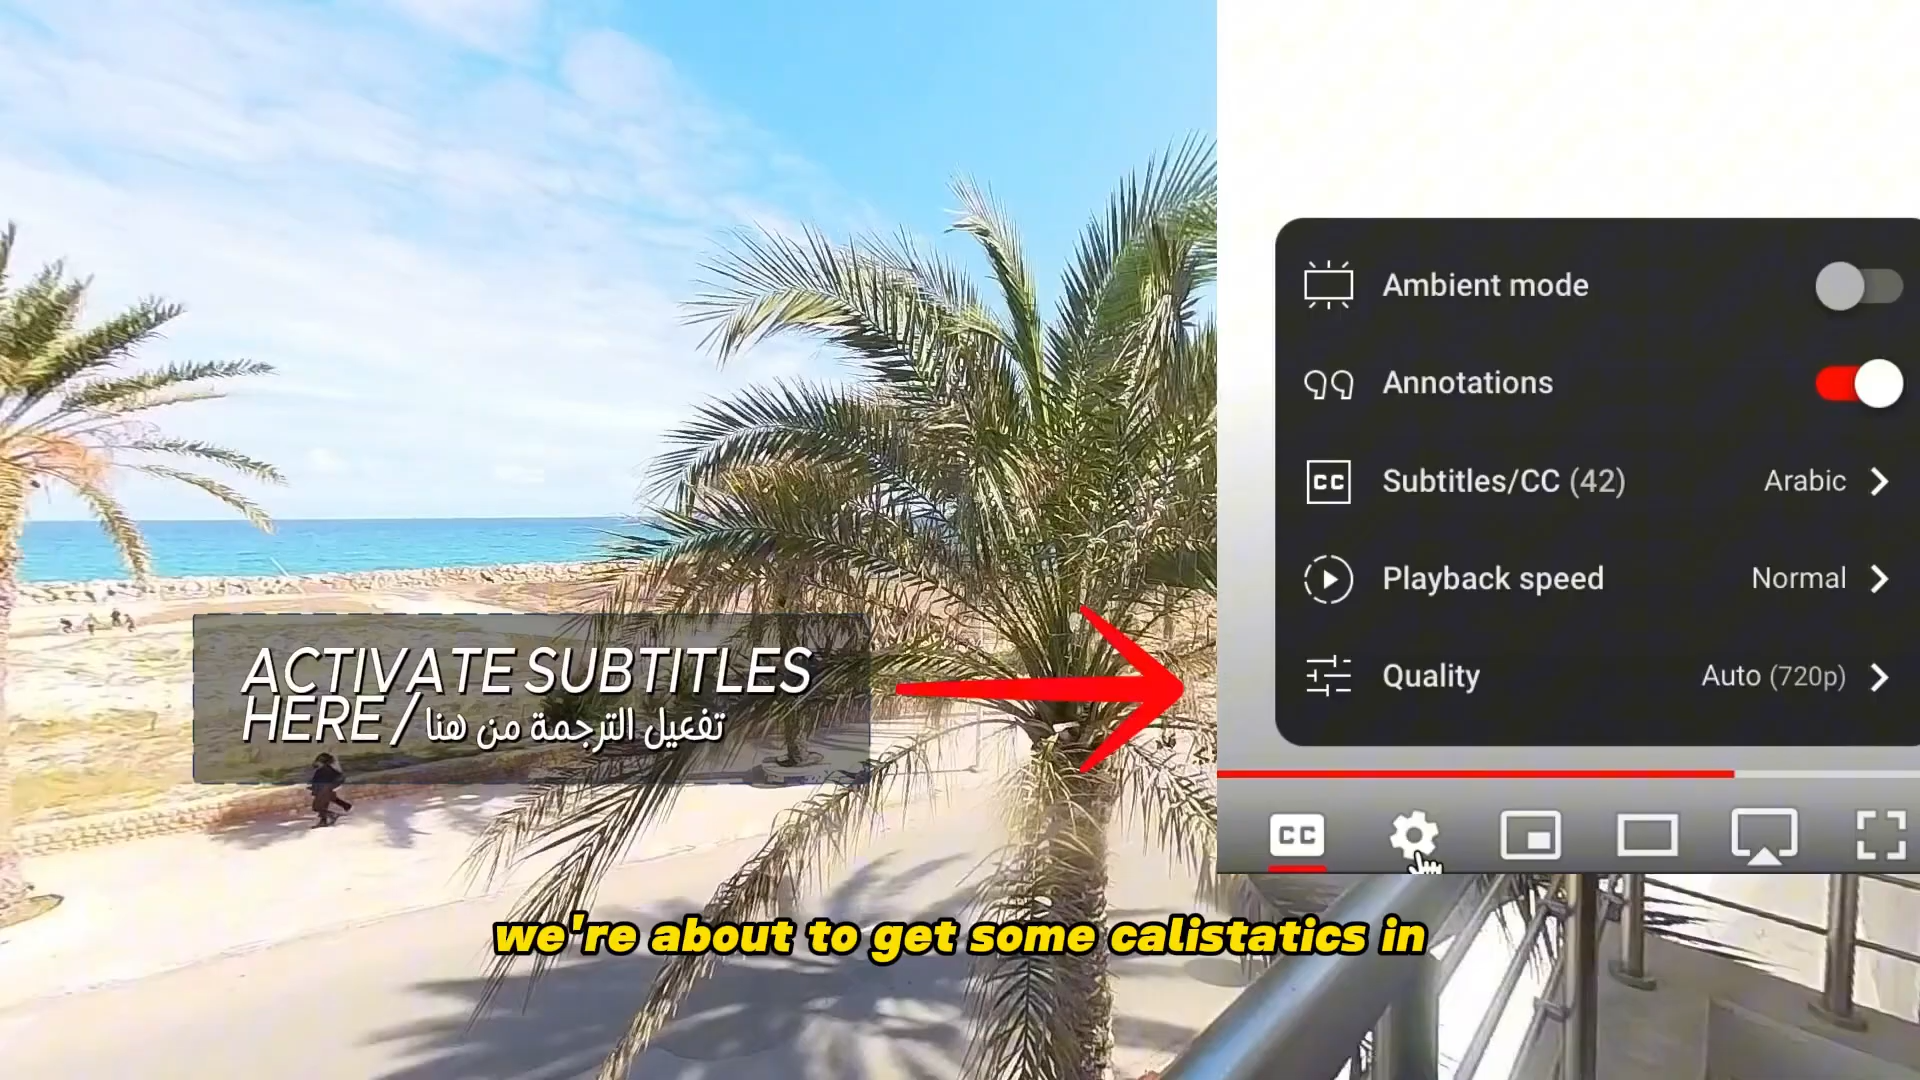 Ambient mode
Annotations
CC Subtitles/CC (42) Arabic
Playback speed Normal
Quality Auto (720p)
ACTIVATE SUBTITLES
HERE / تفعيل الترجمة من هنا
CC
we're about to get some calistatics in